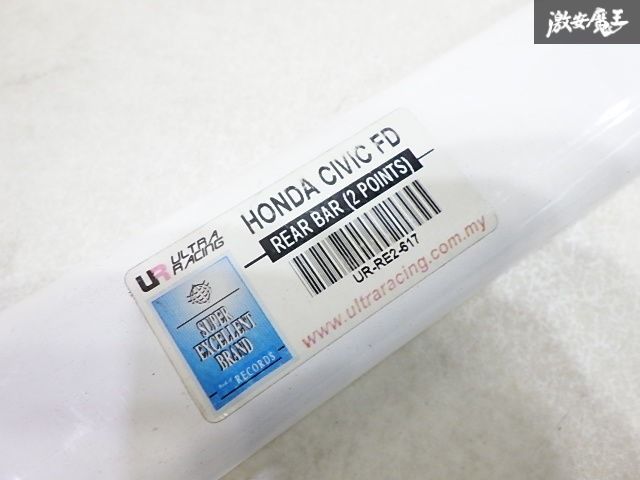 激安魔王
UR ULTRA RACING
HONDA CIVIC FD
REAR BAR (2 POINTS)
UR-RE2-617
www.ultraracing.com.my
SUPER
EXCELLENT
BRAND
RECORDS